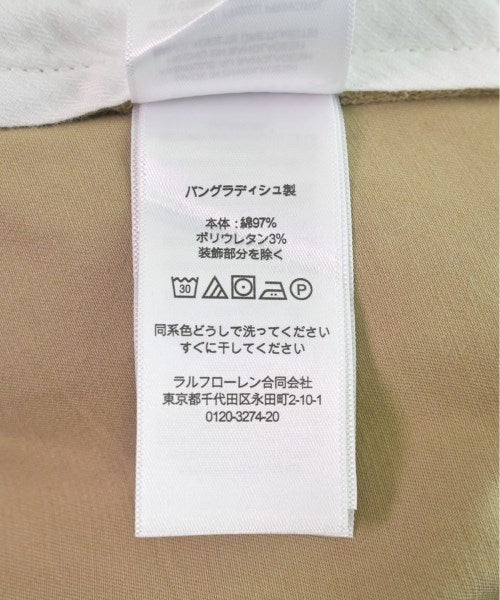 バングラディシュ製
本体 : 綿97%
ポリウレタン3%
装飾部分を除く
30 P
同系色どうしで洗ってください
すぐに干してください
ラルフローレン合同会社
東京都千代田区永田町2-10-1
0120-3274-20